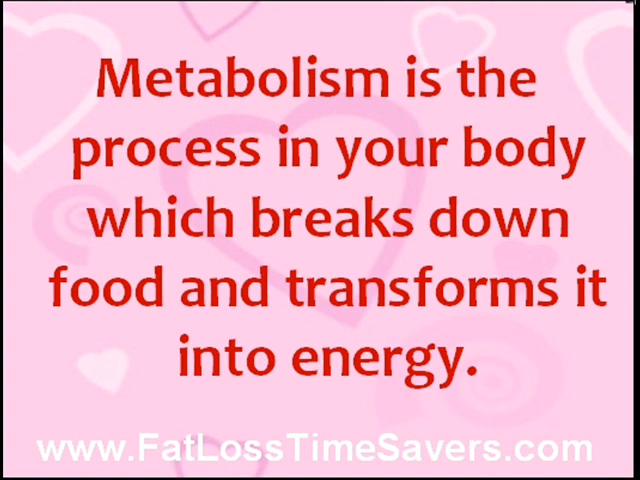 Metabolism is the
process in your body
which breaks down
food and transforms it
into energy.
www.FatLossTimeSavers.com